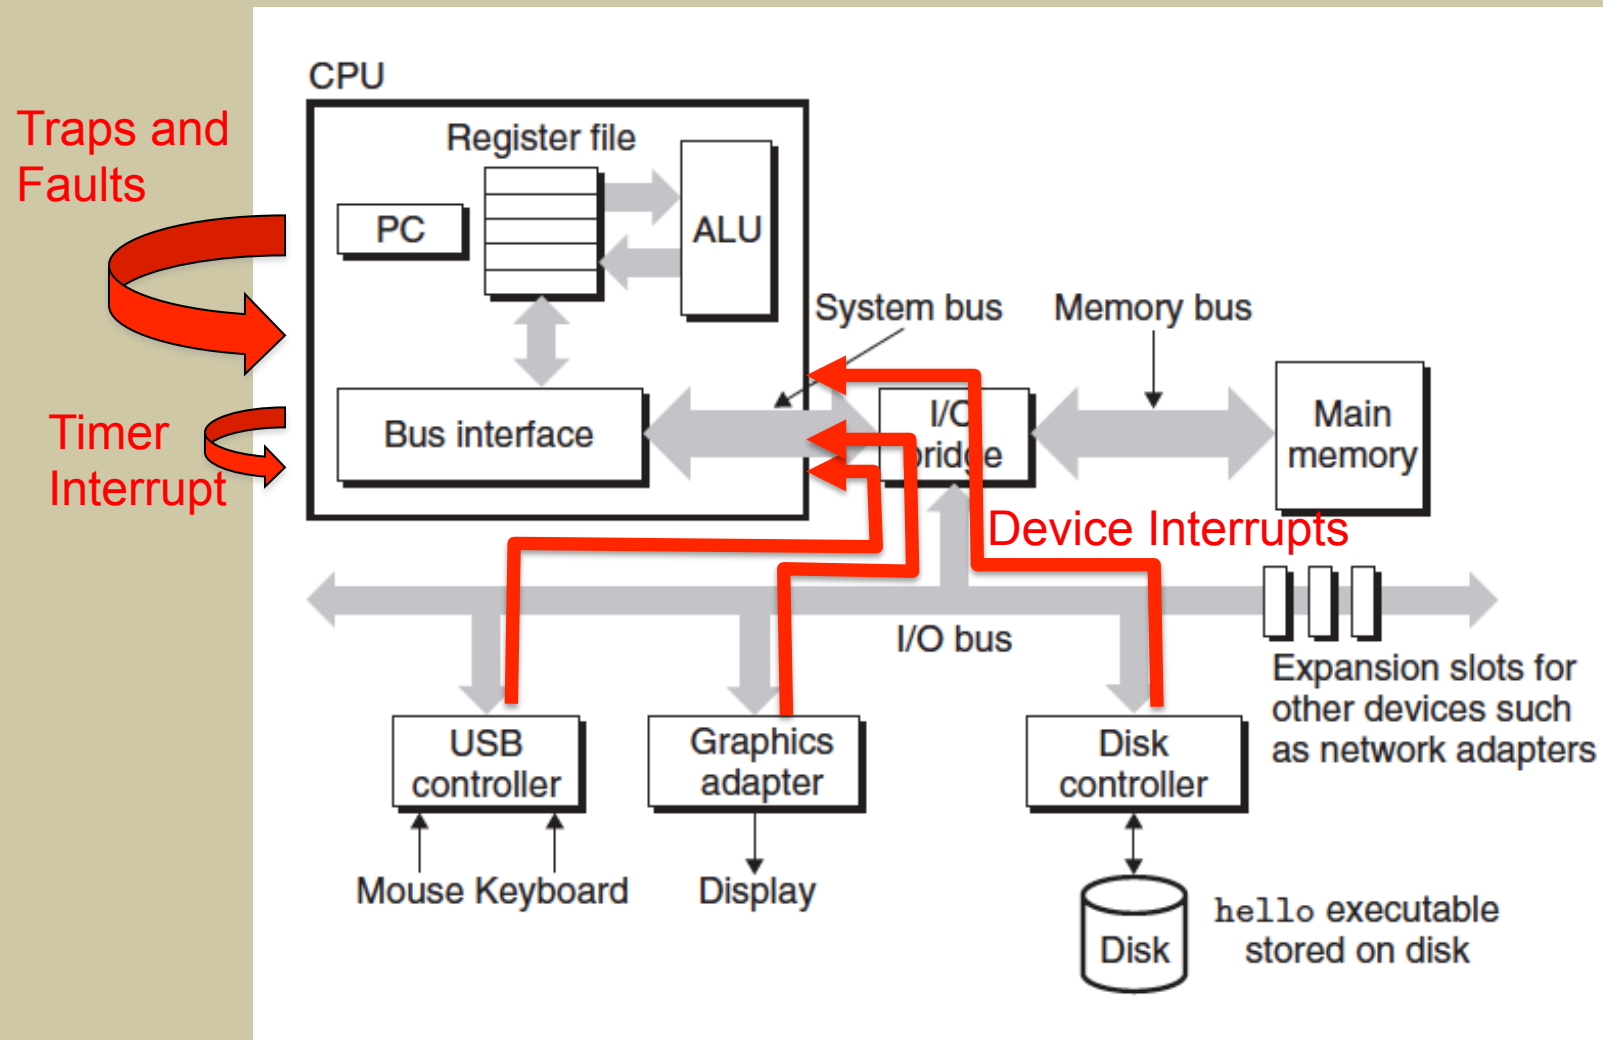 CPU
Traps and
Faults
Register file
PC
ALU
System bus
Memory bus
Timer
Interrupt
Bus interface
I/O
bridge
Main
memory
Device Interrupts
I/O bus
Expansion slots for
other devices such
as network adapters
USB
controller
Graphics
adapter
Disk
controller
Mouse Keyboard
Display
Disk
hello executable
stored on disk